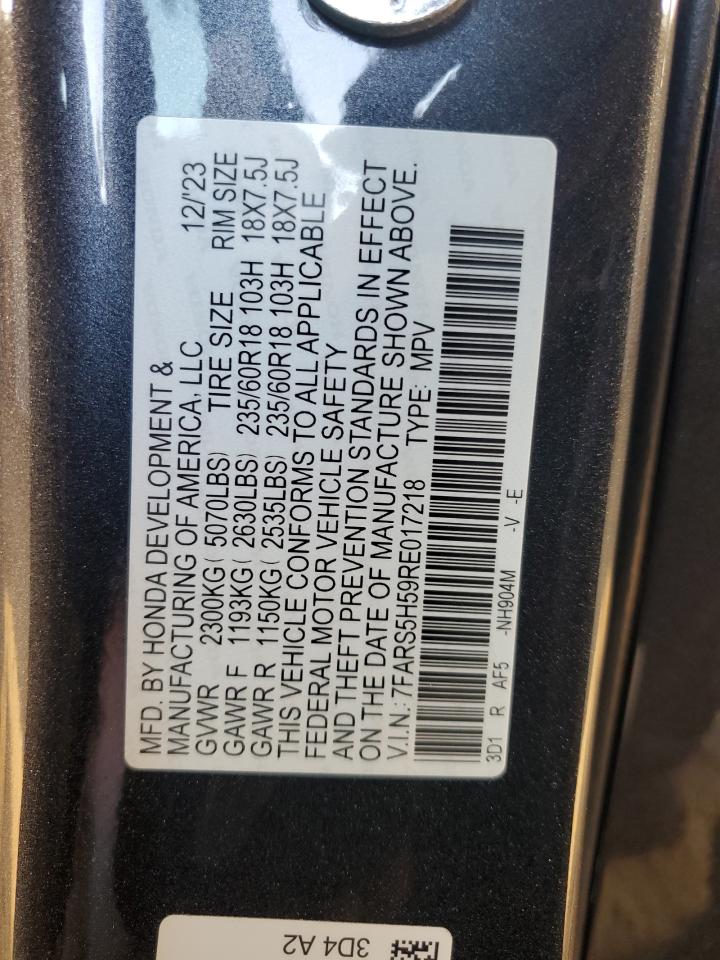 MFD. BY HONDA DEVELOPMENT &
MANUFACTURING OF AMERICA, LLC 12/'23
GVWR 2300KG( 5070LBS) TIRE SIZE RIM SIZE
GAWR F 1193KG( 2630LBS) 235/60R18 103H 18X7.5J
GAWR R 1150KG( 2535LBS) 235/60R18 103H 18X7.5J
THIS VEHICLE CONFORMS TO ALL APPLICABLE
FEDERAL MOTOR VEHICLE SAFETY
AND THEFT PREVENTION STANDARDS IN EFFECT
ON THE DATE OF MANUFACTURE SHOWN ABOVE.
V.I.N.: 7FARS5H59RE017218 TYPE: MPV
3D1 R AF5 -NH904M -V -E
3D4 A2